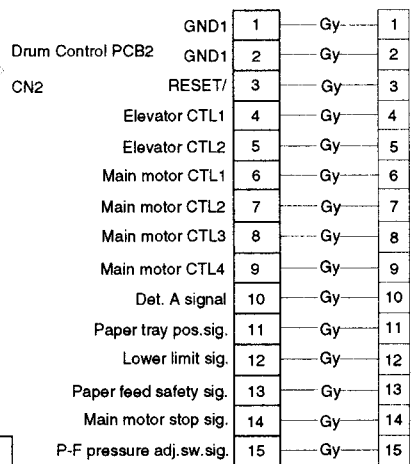 GND1 1 Gy 1
Drum Control PCB2 GND1 2 Gy 2
CN2 RESET/ 3 Gy 3
Elevator CTL1 4 Gy 4
Elevator CTL2 5 Gy 5
Main motor CTL1 6 Gy 6
Main motor CTL2 7 Gy 7
Main motor CTL3 8 Gy 8
Main motor CTL4 9 Gy 9
Det. A signal 10 Gy 10
Paper tray pos.sig. 11 Gy 11
Lower limit sig. 12 Gy 12
Paper feed safety sig. 13 Gy 13
Main motor stop sig. 14 Gy 14
P-F pressure adj.sw.sig. 15 Gy 15